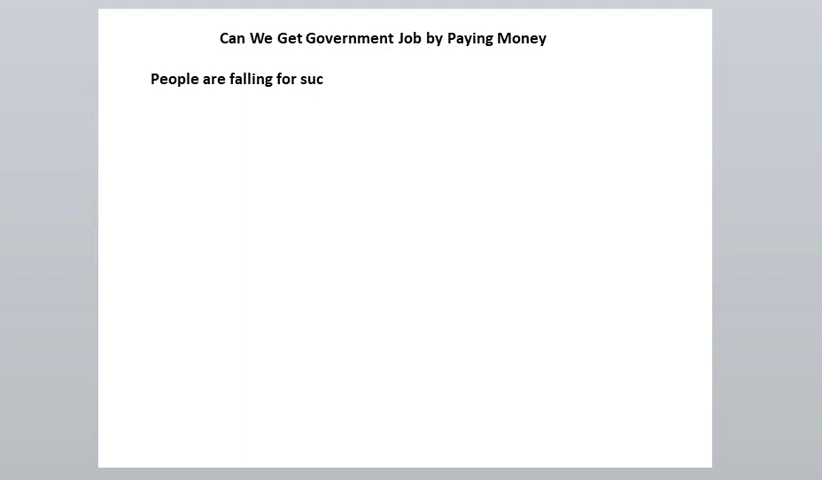 Can We Get Government Job by Paying Money
People are falling for suc